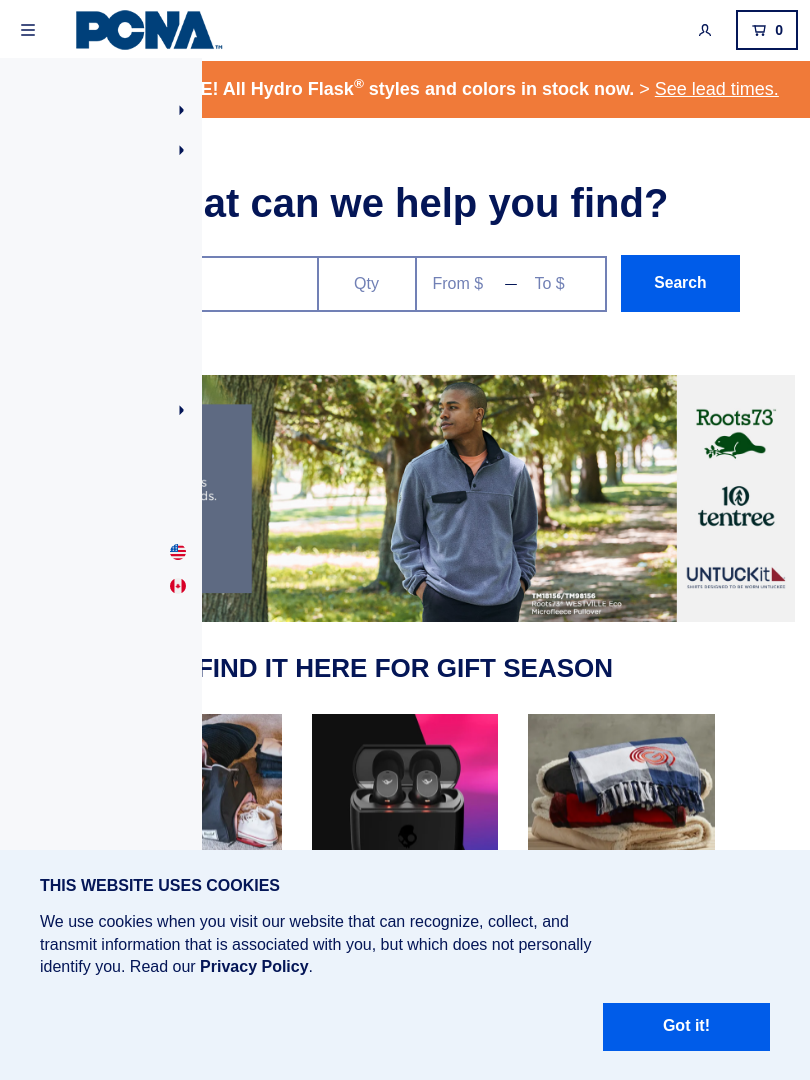 PCNA™
0
E! All Hydro Flask® styles and colors in stock now. > See lead times.
at can we help you find?
Qty
From $
To $
Search
s
ds.
TM18156/TM98156
Roots73® WESTVILLE Eco
Microfleece Pullover
Roots73™
10
tentree
UNTUCKit
SHIRTS DESIGNED TO BE WORN UNTUCKED
FIND IT HERE FOR GIFT SEASON
THIS WEBSITE USES COOKIES
We use cookies when you visit our website that can recognize, collect, and
transmit information that is associated with you, but which does not personally
identify you. Read our Privacy Policy.
Got it!